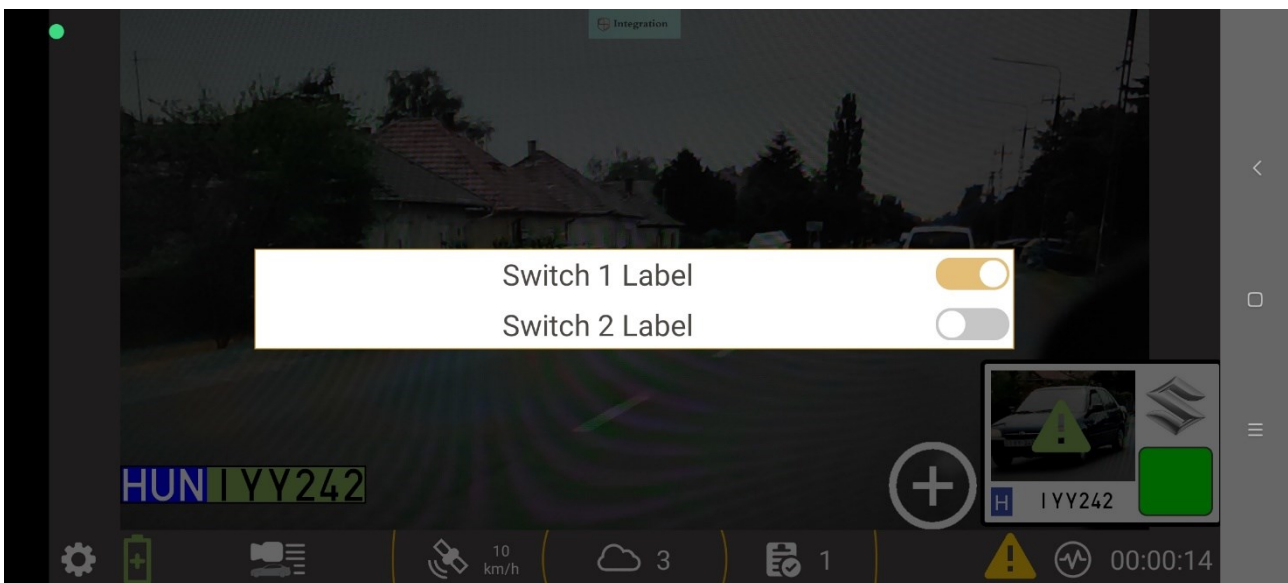 Integration
Switch 1 Label
Switch 2 Label
HUN IYY242
H IYY242
10
km/h
3
1
00:00:14